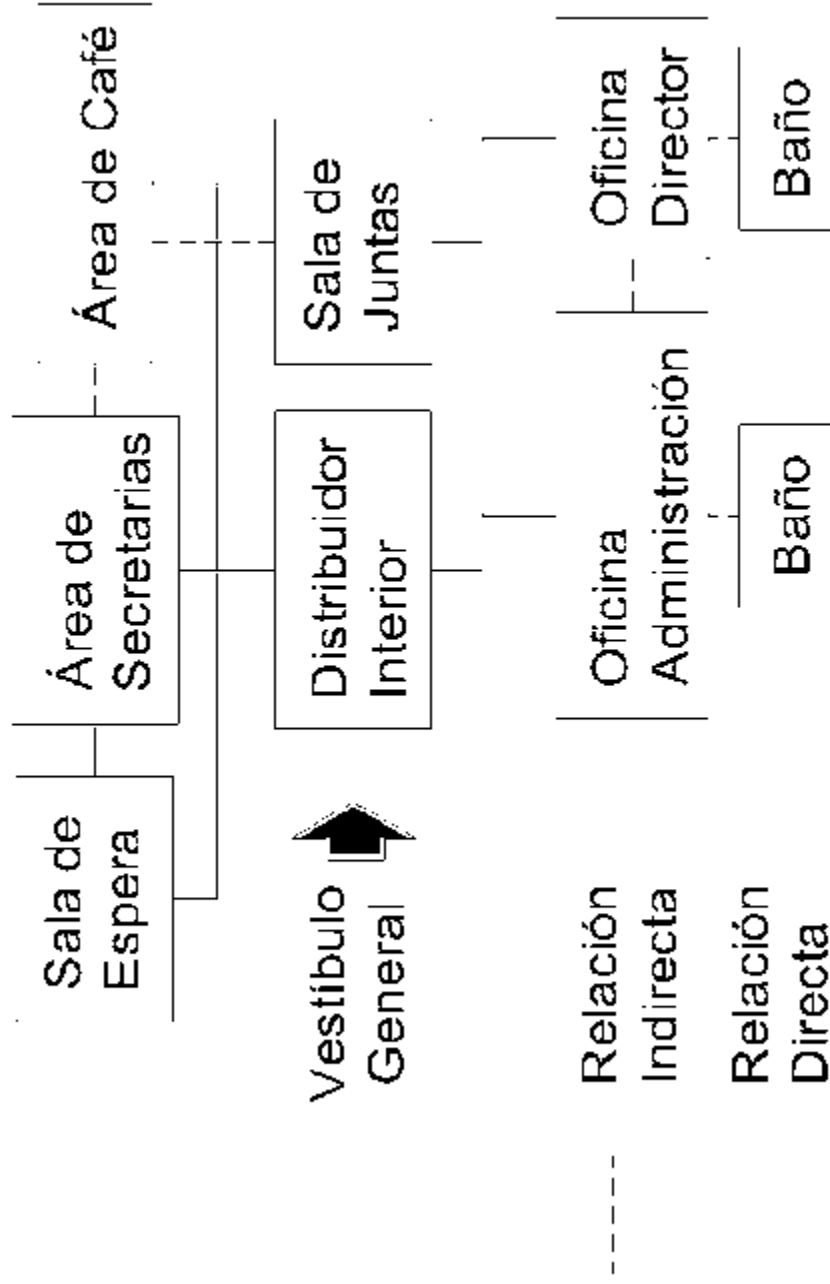 Sala de
Espera
Área de
Secretarias
Área de Café
Vestíbulo
General
Distribuidor
Interior
Sala de
Juntas
Oficina
Administración
Oficina
Director
Relación
Indirecta
Baño
Baño
Relación
Directa